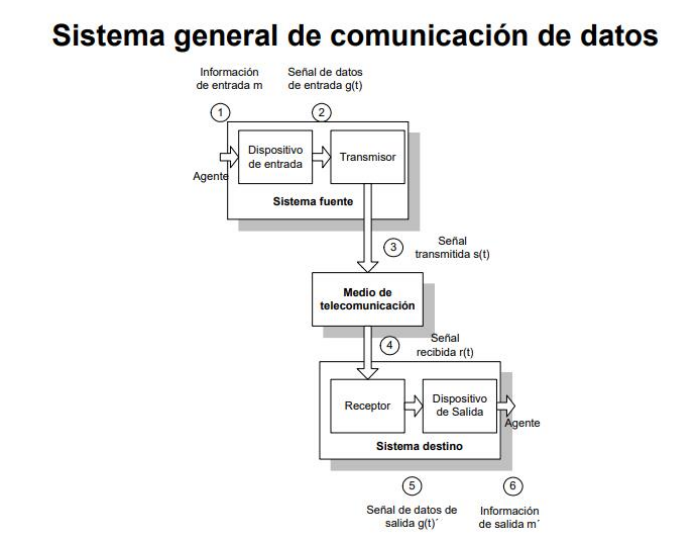 Sistema general de comunicación de datos
Información
de entrada m
Señal de datos
de entrada g(t)
1
2
Agente
Dispositivo
de entrada
Transmisor
Sistema fuente
3
Señal
transmitida s(t)
Medio de
telecomunicación
4
Señal
recibida r(t)
Receptor
Dispositivo
de Salida
Agente
Sistema destino
5
6
Señal de datos de
salida g(t)´
Información
de salida m´